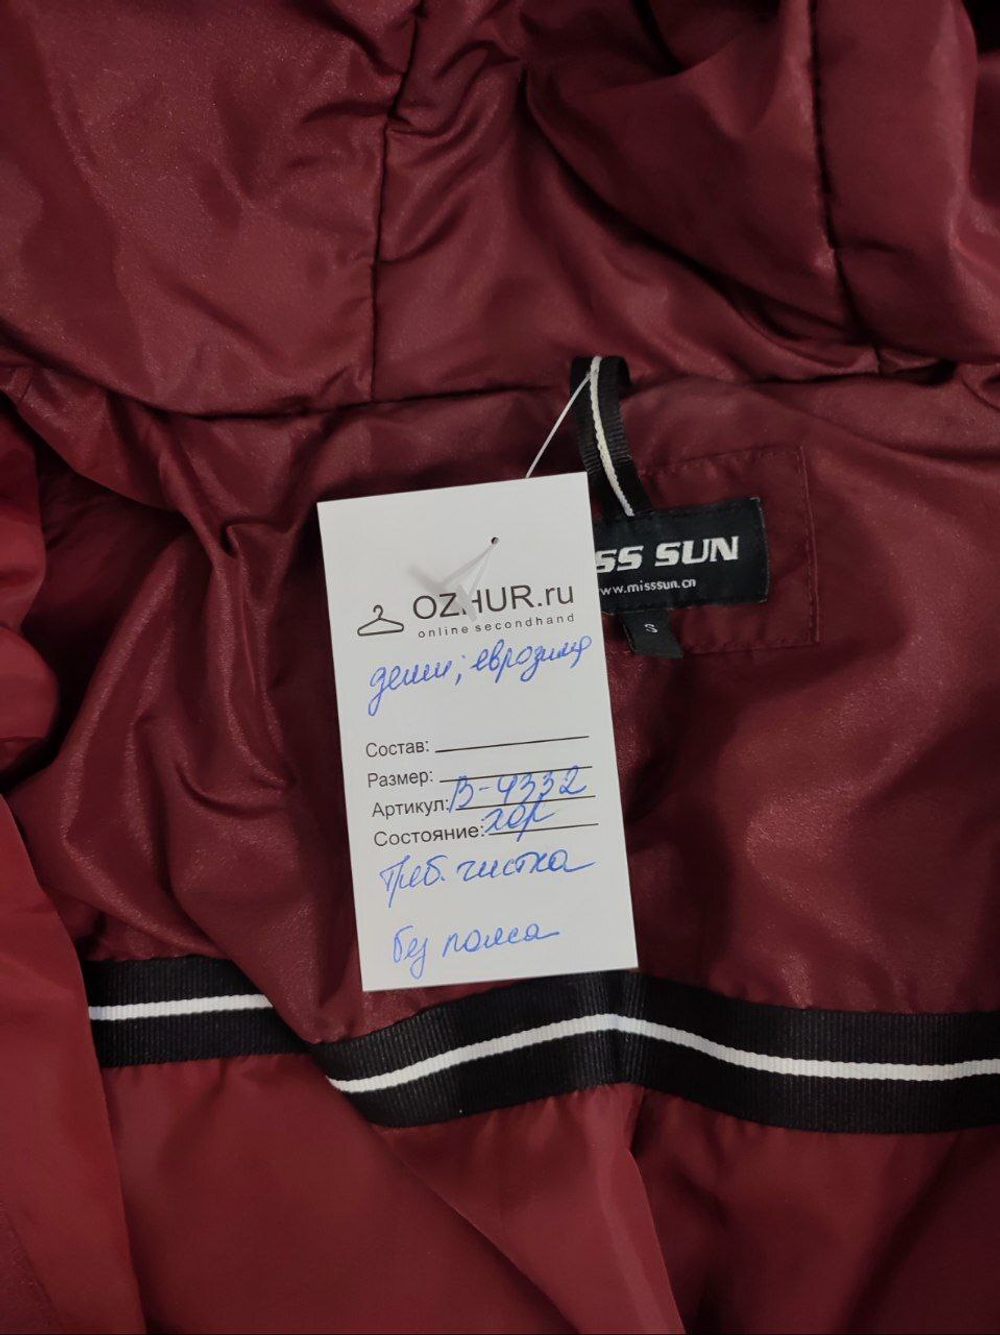 SS SUN
www.misssun.cn
S
OZHUR.ru
online secondhand
деми; еврозима
Состав:
Размер:
Артикул: В-4332
Состояние: хор
Треб. чистка
без пояса